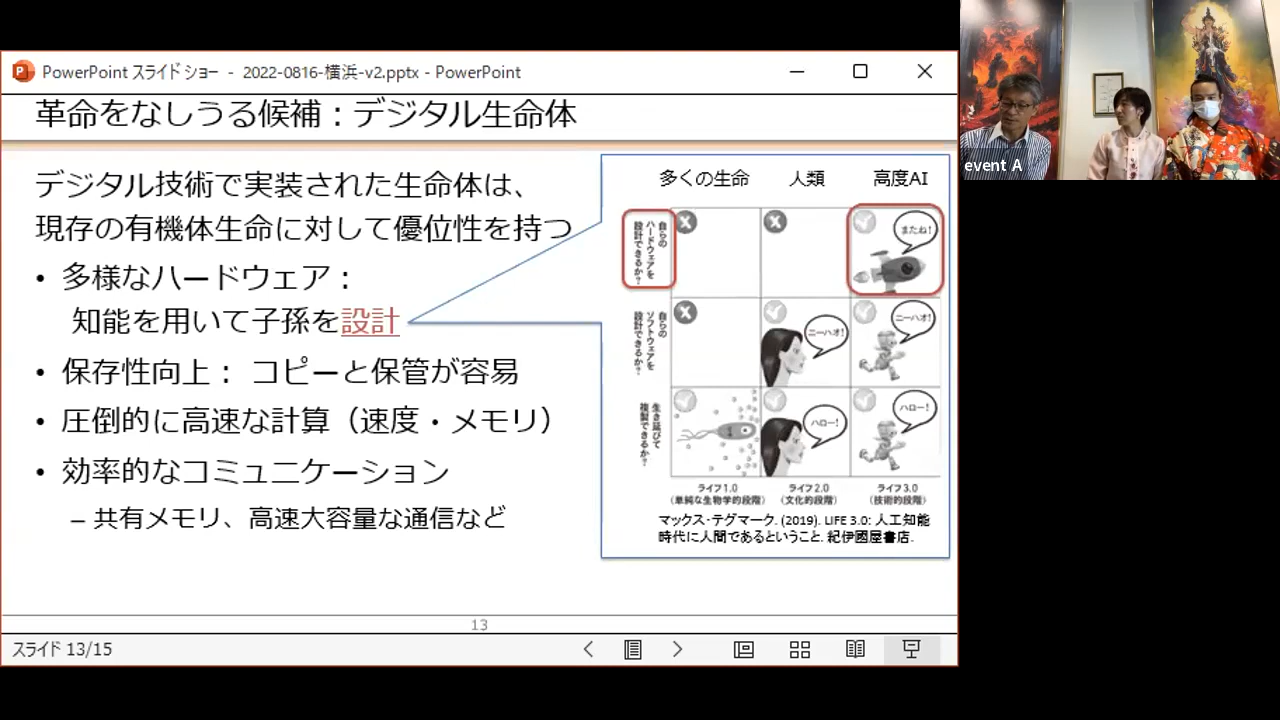 PowerPoint スライド ショー - 2022-0816-横浜-v2.pptx - PowerPoint
革命をなしうる候補：デジタル生命体
デジタル技術で実装された生命体は、
現存の有機体生命に対して優位性を持つ
• 多様なハードウェア：
知能を用いて子孫を設計
• 保存性向上： コピーと保管が容易
• 圧倒的に高速な計算（速度・メモリ）
• 効率的なコミュニケーション
– 共有メモリ、高速大容量な通信など
多くの生命 人類 高度AI
自らの
ハードウェアを
設計できるか？
またね！
自らの
ソフトウェアを
設計できるか？
ニーハオ！
ニーハオ！
生き延びて
複製できるか？
ハロー！
ハロー！
ライフ1.0 ライフ2.0 ライフ3.0
(単純な生物学的段階) (文化的段階) (技術的段階)
マックス・テグマーク. (2019). LIFE 3.0: 人工知能
時代に人間であるということ. 紀伊國屋書店.
13
スライド 13/15
event A